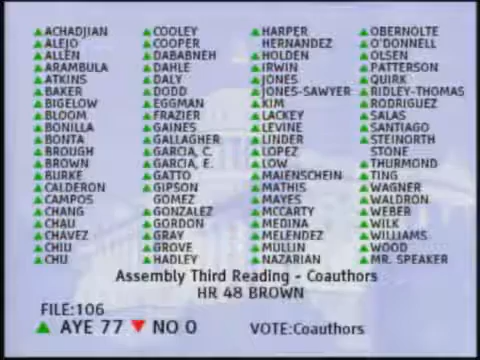 ACHADJIAN COOLEY HARPER OBERNOLTE
ALEJO COOPER HERNANDEZ O'DONNELL
ALLEN DABABNEH HOLDEN OLSEN
ARAMBULA DAHLE IRWIN PATTERSON
ATKINS DALY JONES QUIRK
BAKER DODD JONES-SAWYER RIDLEY-THOMAS
BIGELOW EGGMAN KIM RODRIGUEZ
BLOOM FRAZIER LACKEY SALAS
BONILLA GAINES LEVINE SANTIAGO
BONTA GALLAGHER LINDER STEINORTH
BROUGH GARCIA, C. LOPEZ STONE
BROWN GARCIA, E. LOW THURMOND
BURKE GATTO MAIENSCHEIN TING
CALDERON GIPSON MATHIS WAGNER
CAMPOS GOMEZ MAYES WALDRON
CHANG GONZALEZ MCCARTY WEBER
CHAU GORDON MEDINA WILK
CHÁVEZ GRAY MELENDEZ WILLIAMS
CHIU GROVE MULLIN WOOD
CHU HADLEY NAZARIAN MR. SPEAKER
Assembly Third Reading - Coauthors
HR 48 BROWN
FILE:106
AYE 77 NO 0 VOTE:Coauthors